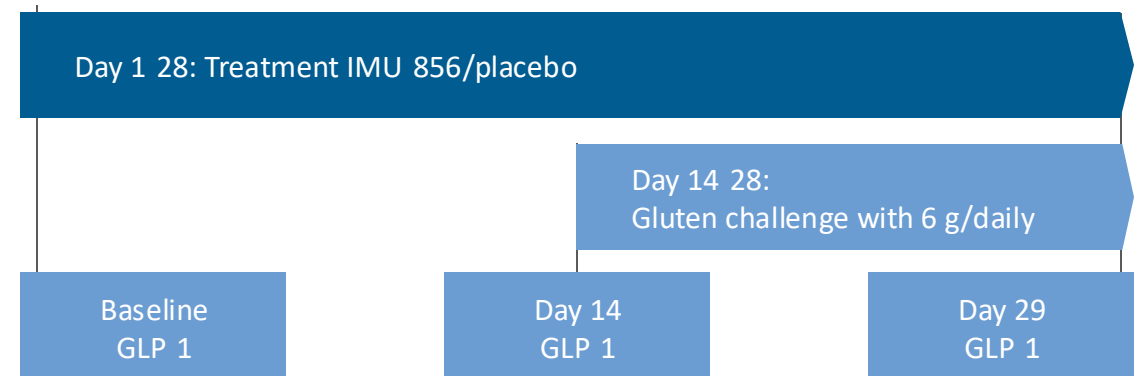 Day 1 28: Treatment IMU 856/placebo
Day 14 28:
Gluten challenge with 6 g/daily
Baseline
GLP 1
Day 14
GLP 1
Day 29
GLP 1